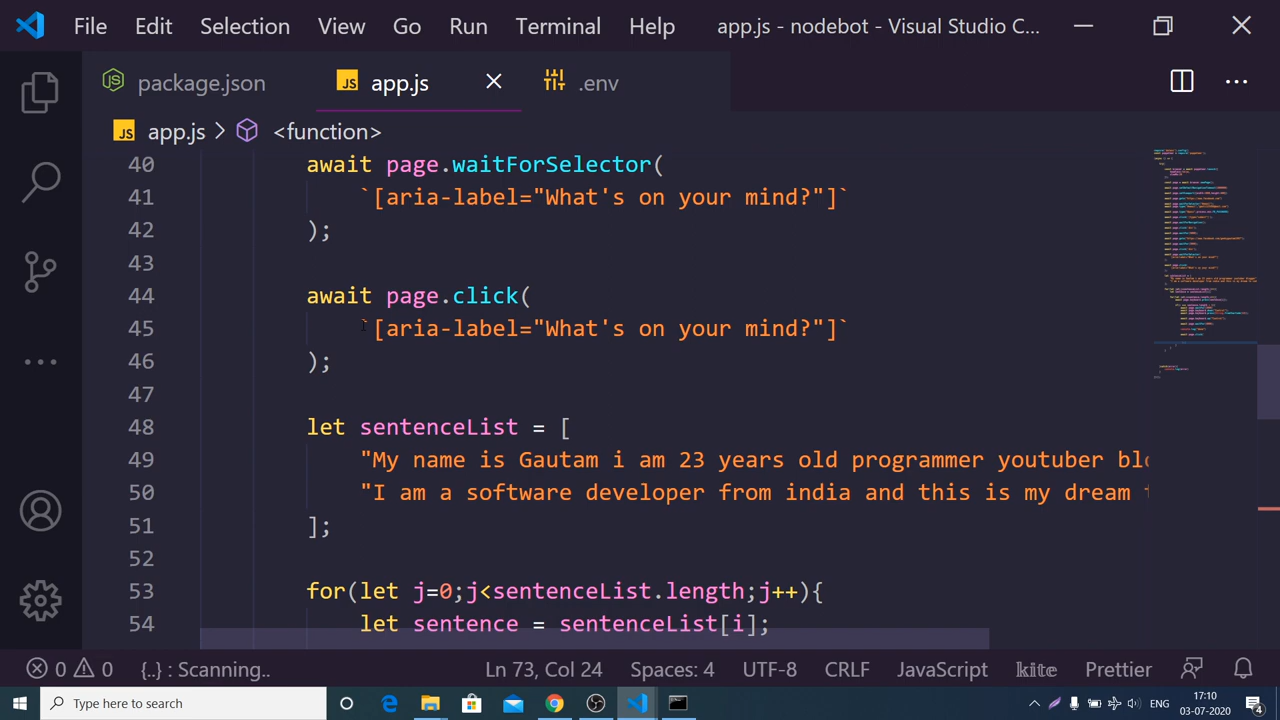 File Edit Selection View Go Run Terminal Help app.js - nodebot - Visual Studio C...
package.json app.js .env
app.js > <function>
40 await page.waitForSelector(
41 `[aria-label="What's on your mind?"]`
42 );
43
44 await page.click(
45 `[aria-label="What's on your mind?"]`
46 );
47
48 let sentenceList = [
49 "My name is Gautam i am 23 years old programmer youtuber
50 "I am a software developer from india and this is my dream
51 ];
52
53 for(let j=0;j<sentenceList.length;j++){
54 let sentence = sentenceList[i];
0 0 {..} : Scanning.. Ln 73, Col 24 Spaces: 4 UTF-8 CRLF JavaScript kite Prettier
Type here to search
ENG
17:10
03-07-2020
4